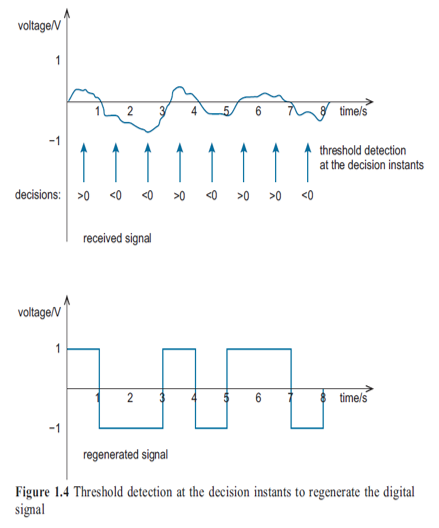 voltage/V
1
1 2 3 4 5 6 7 8 time/s
−1
threshold detection
at the decision instants
decisions: >0 <0 <0 >0 <0 >0 >0 <0
received signal
voltage/V
1
1 2 3 4 5 6 7 8 time/s
−1
regenerated signal
Figure 1.4 Threshold detection at the decision instants to regenerate the digital
signal